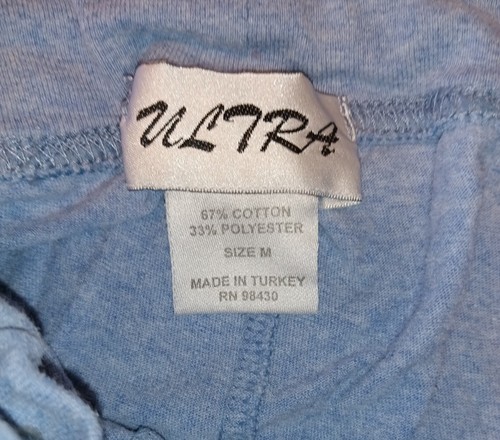 ULTRA
67% COTTON
33% POLYESTER
SIZE M
MADE IN TURKEY
RN 98430